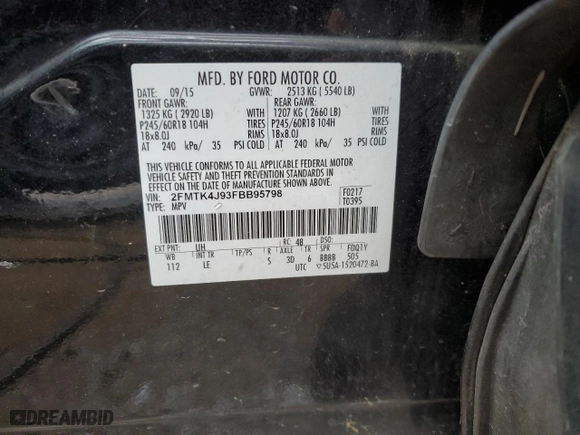 MFD. BY FORD MOTOR CO.
DATE: 09/15 GVWR: 2513 KG ( 5540 LB)
FRONT GAWR: REAR GAWR:
1325 KG ( 2920 LB) WITH 1207 KG ( 2660 LB) WITH
P245/60R18 104H TIRES P245/60R18 104H TIRES
18x8.0J RIMS 18x8.0J RIMS
AT 240 kPa/ 35 PSI COLD AT 240 kPa/ 35 PSI COLD
THIS VEHICLE CONFORMS TO ALL APPLICABLE FEDERAL MOTOR
VEHICLE SAFETY AND THEFT PREVENTION STANDARDS
IN EFFECT ON THE DATE OF MANUFACTURE SHOWN ABOVE.
VIN: 2FMTK4J93FBB95798 F0217
TYPE: MPV T0395
EXT PNT: UH RC: 48 DSO:
WB INT TR TP/PS R AXLE TR SPR FDQTY
112 LE S 3D 6 BBBB 505
UTC 5USA-1520472-BA
DREAMBID